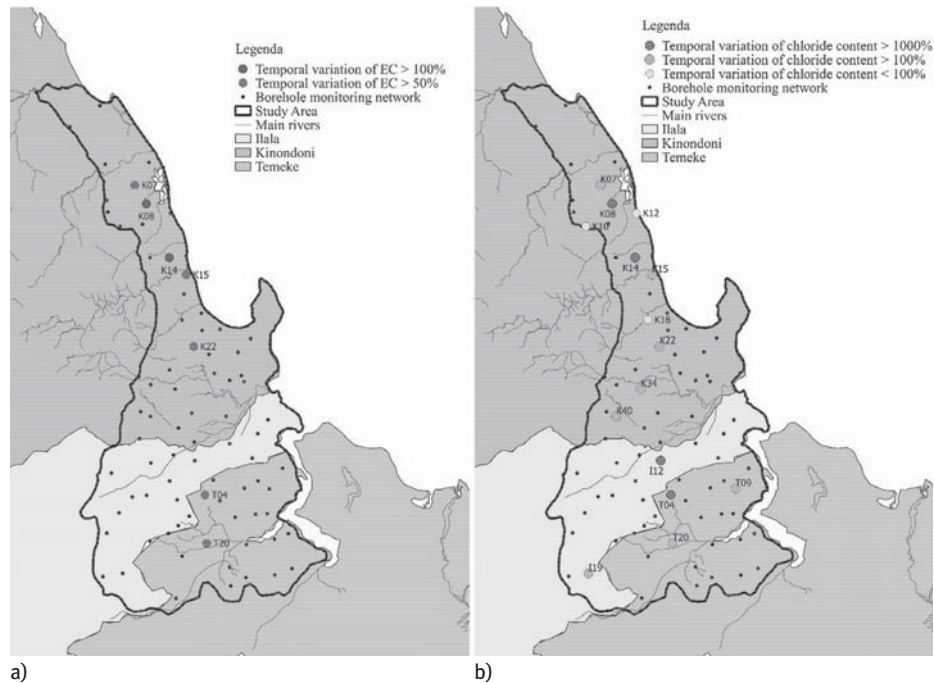 Legenda
Temporal variation of EC > 100%
Temporal variation of EC > 50%
Borehole monitoring network
Study Area
Main rivers
Ilala
Kinondoni
Temeke
K07
K08
K14
K15
K22
T04
T20
a)
Legenda
Temporal variation of chloride content > 1000%
Temporal variation of chloride content > 100%
Temporal variation of chloride content < 100%
Borehole monitoring network
Study Area
Main rivers
Ilala
Kinondoni
Temeke
K07
K08
K12
K10
K14
K15
K18
K22
K34
K40
I12
T09
T04
T20
I19
b)